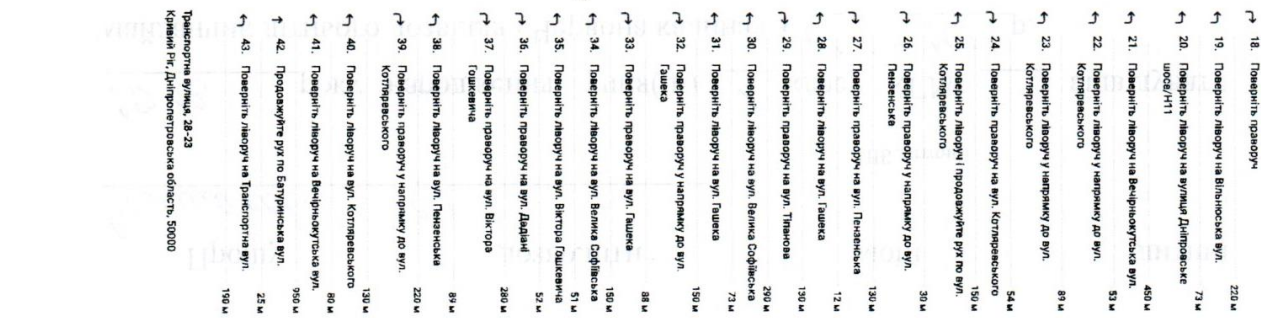 18. Поверніть праворуч
220 м
19. Поверніть ліворуч на Вільнюська вул.
73 м
20. Поверніть ліворуч на вулиця Дніпровське
шосе/Н11
450 м
21. Поверніть ліворуч на Венірньокутська вул.
53 м
22. Поверніть ліворуч у напрямку до вул.
Котляревського
89 м
23. Поверніть ліворуч у напрямку до вул.
Котляревського
54 м
24. Поверніть праворуч на вул. Котляревського
150 м
25. Поверніть ліворуч і продовжуйте рух по вул.
Котляревського
30 м
26. Поверніть праворуч у напрямку до вул.
Пензенська
130 м
27. Поверніть праворуч на вул. Пензенська
12 м
28. Поверніть ліворуч на вул. Гашека
130 м
29. Поверніть праворуч на вул. Тіпанова
290 м
30. Поверніть ліворуч на вул. Велика Софіївська
73 м
31. Поверніть ліворуч на вул. Гашека
150 м
32. Поверніть праворуч у напрямку до вул.
Гашека
88 м
33. Поверніть праворуч на вул. Гашека
150 м
34. Поверніть ліворуч на вул. Велика Софіївська
51 м
35. Поверніть ліворуч на вул. Віктора Гошкевича
52 м
36. Поверніть праворуч на вул. Дадіані
280 м
37. Поверніть праворуч на вул. Віктора
Гошкевича
89 м
38. Поверніть праворуч на вул. Пензенська
220 м
39. Поверніть праворуч у напрямку до вул.
Котляревського
130 м
40. Поверніть ліворуч на вул. Котляревського
80 м
41. Поверніть ліворуч на Венірньокутська вул.
950 м
42. Продовжуйте рух по Батуринська вул.
25 м
43. Поверніть ліворуч на Транспортна вул.
190 м
Транспортна вулиця, 28-23
Кривий Ріг, Дніпропетровська область, 50000